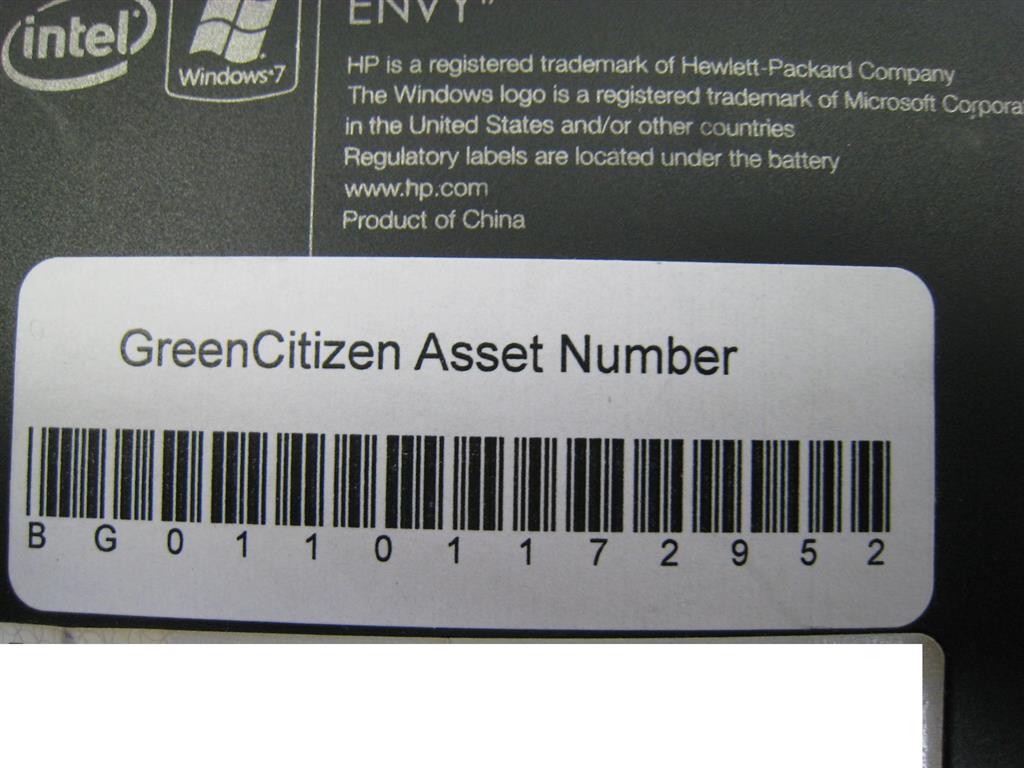 intel
Windows 7
ENVY™
HP is a registered trademark of Hewlett-Packard Company
The Windows logo is a registered trademark of Microsoft Corpora
in the United States and/or other countries
Regulatory labels are located under the battery
www.hp.com
Product of China
GreenCitizen Asset Number
B G 0 1 1 0 1 1 7 2 9 5 2